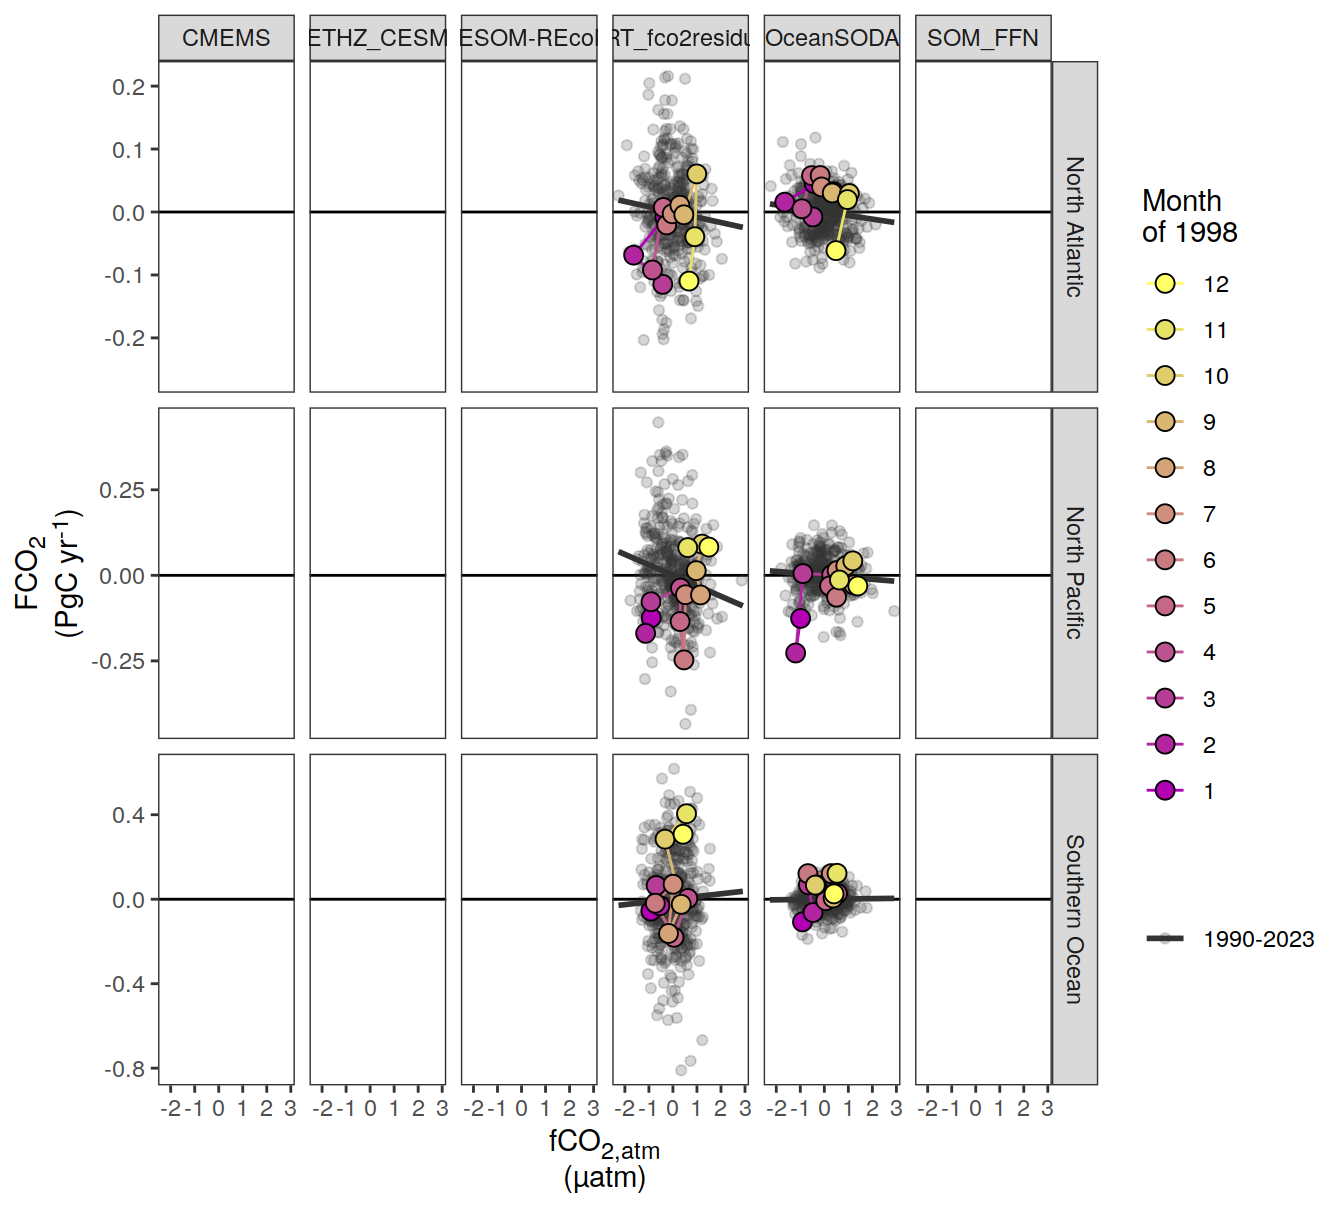 CMEMS ETHZ_CESM ESOM-REcoI RT_fco2residu OceanSODA SOM_FFN
0.2
0.1
0.0
-0.1
-0.2
North Atlantic
0.25
0.00
-0.25
North Pacific
0.4
0.0
-0.4
-0.8
Southern Ocean
-2 -1 0 1 2 3 -2 -1 0 1 2 3 -2 -1 0 1 2 3 -2 -1 0 1 2 3 -2 -1 0 1 2 3 -2 -1 0 1 2 3
FCO2
(PgC yr-1)
fCO2,atm
(µatm)
Month
of 1998
12
11
10
9
8
7
6
5
4
3
2
1
1990-2023